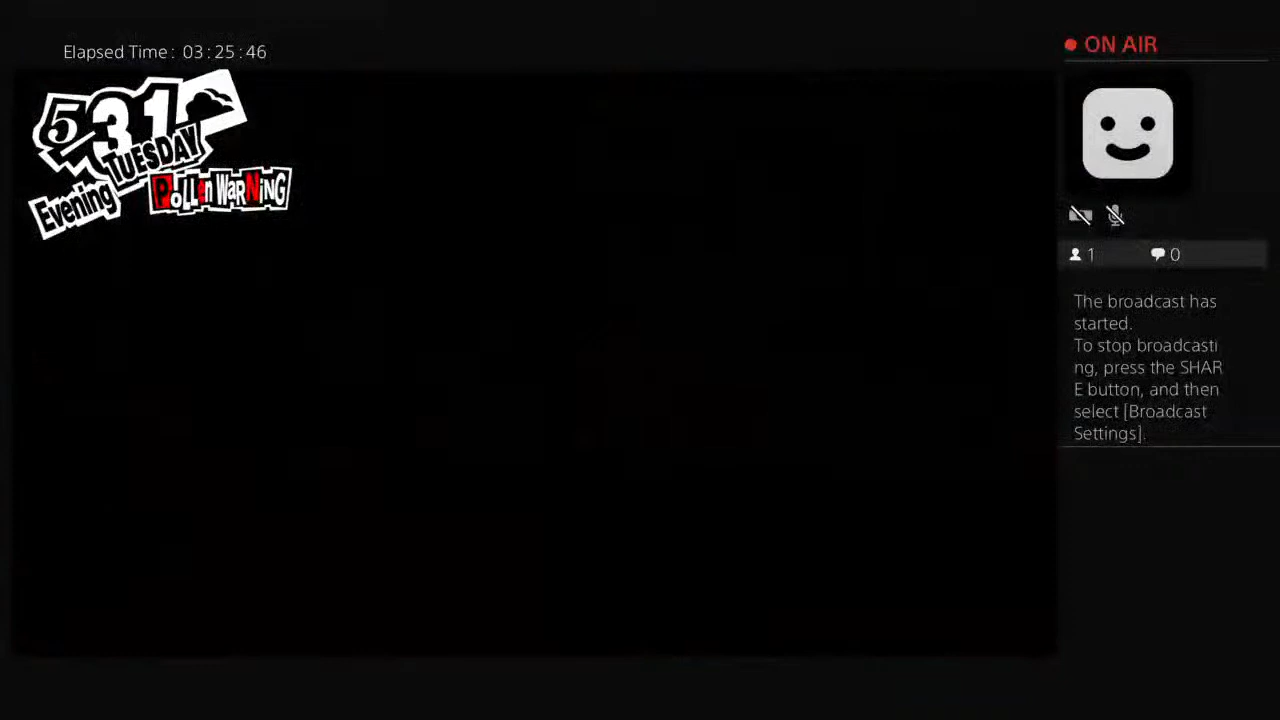 Elapsed Time: 03:25:46
ON AIR
5 31
TUESDAY
Evening
Pollen Warning
1 0
The broadcast has
started.
To stop broadcasti
ng, press the SHAR
E button, and then
select [Broadcast
Settings].